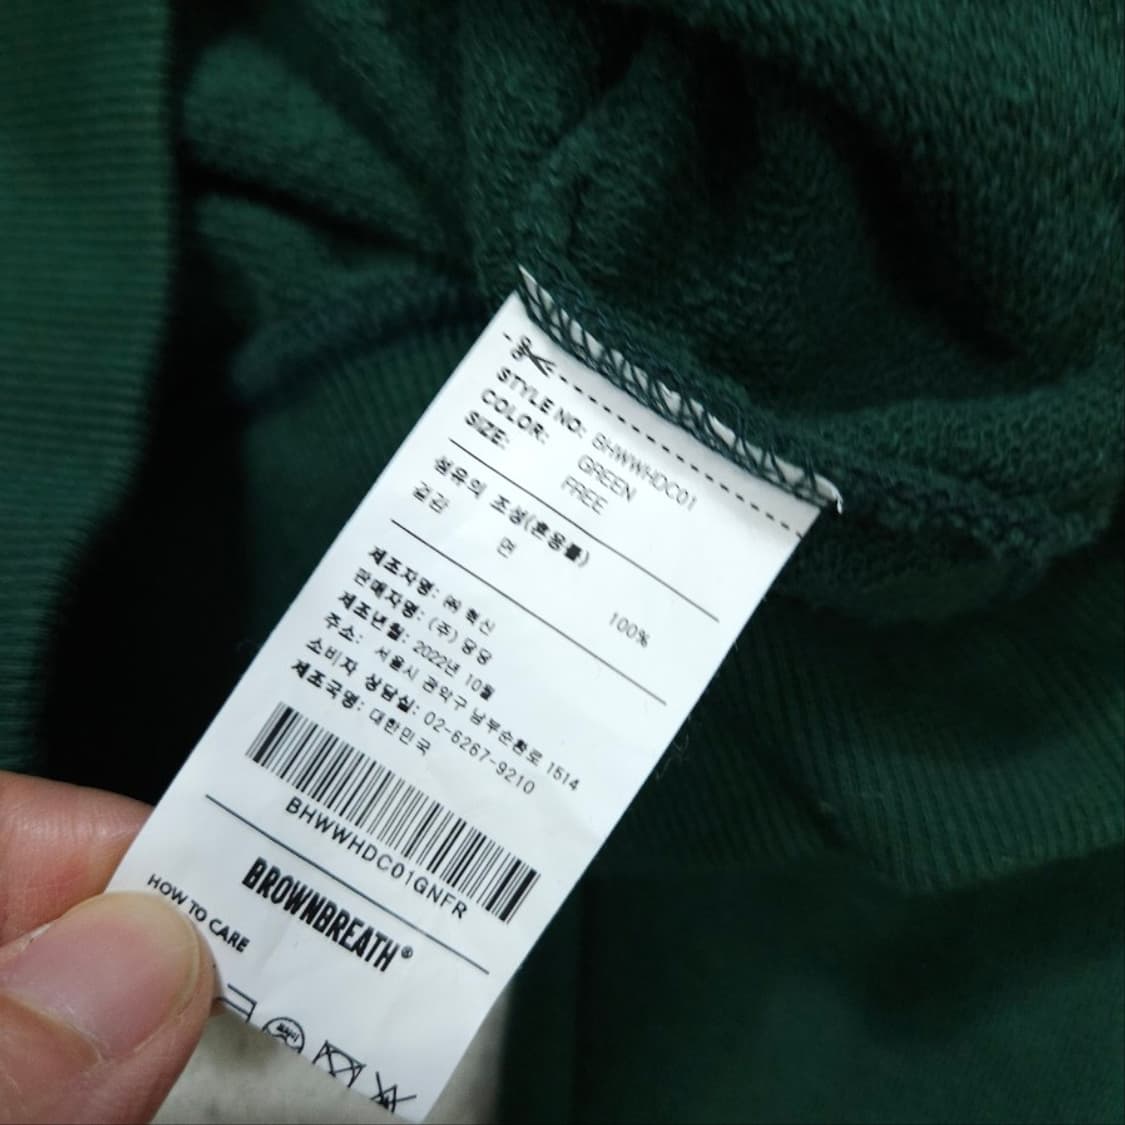 STYLE NO: BHWWHDC01
COLOR: GREEN
SIZE: FREE
섬유의 조성(혼용률)
겉감 면 100%
제조자명: ㈜ 혁신
판매자명: (주) 당당
제조년월: 2022년 10월
주소: 서울시 관악구 남부순환로 1514
소비자 상담실: 02-6267-9210
제조국명: 대한민국
BHWWHDC01GNFR
BROWNBREATH®
HOW TO CARE